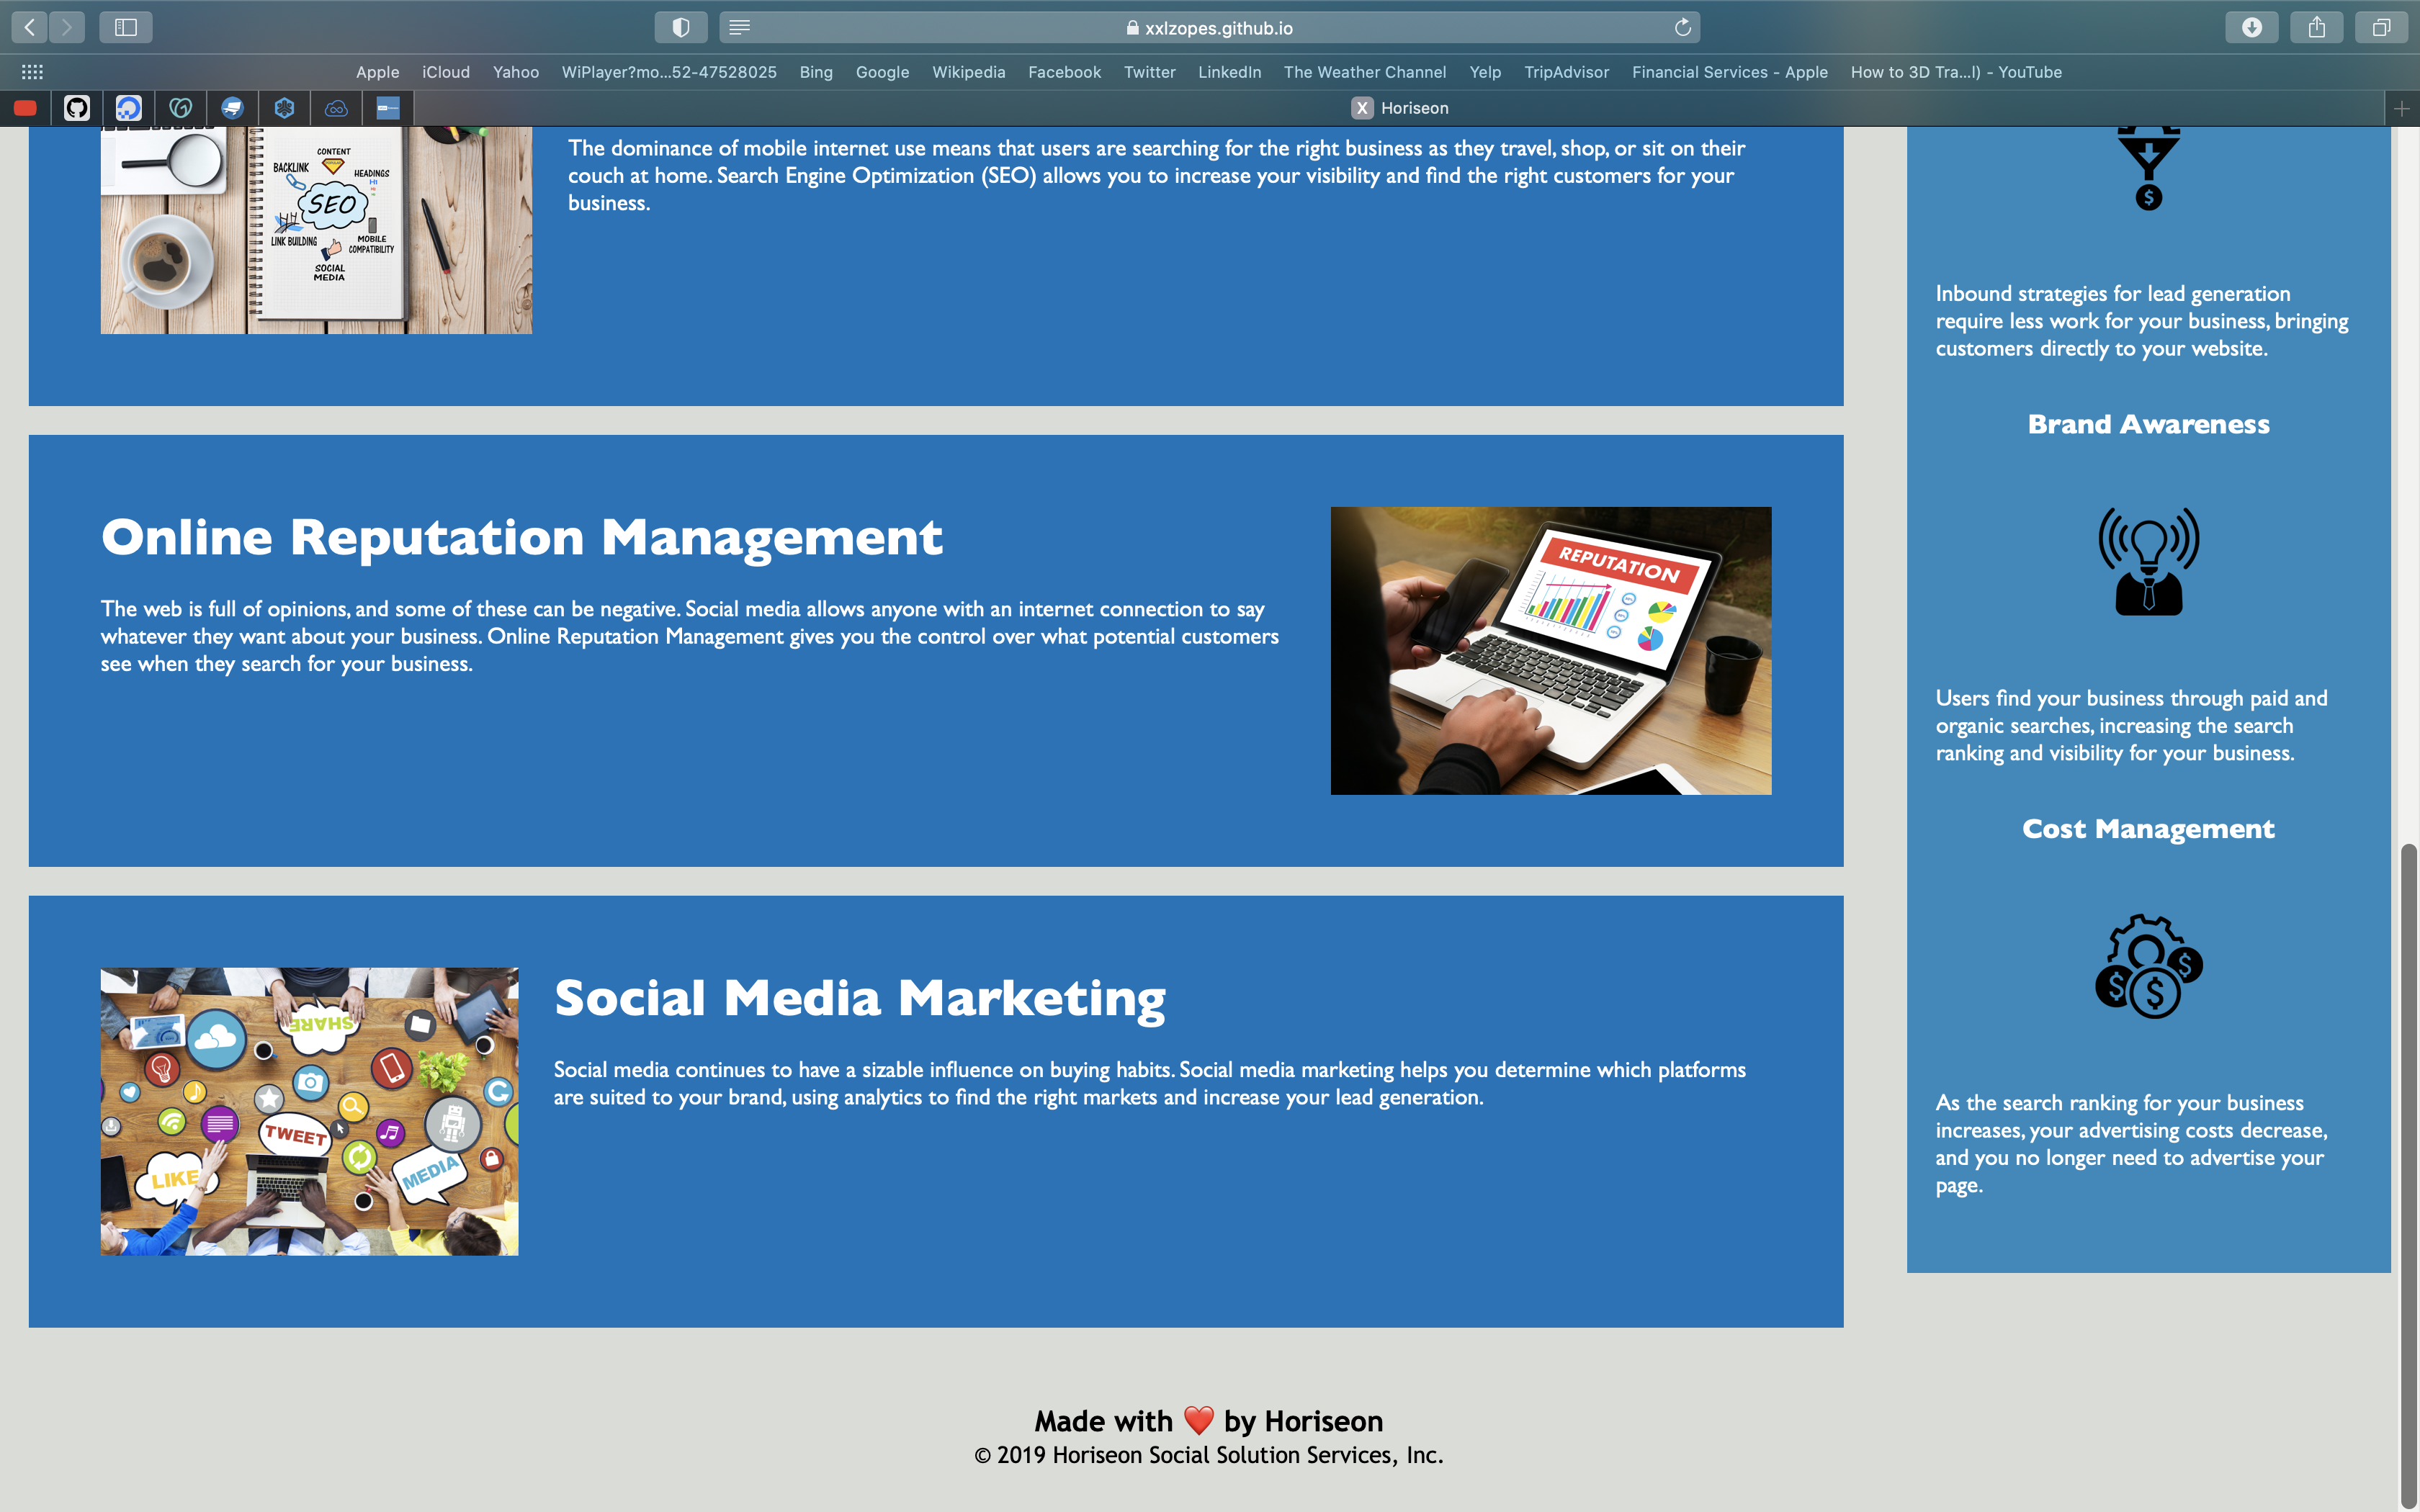 xxlzopes.github.io
Apple iCloud Yahoo WiPlayer?mo...52-47528025 Bing Google Wikipedia Facebook Twitter LinkedIn The Weather Channel Yelp TripAdvisor Financial Services - Apple How to 3D Tra...l) - YouTube
X Horiseon
CONTENT
BACKLINK
HEADINGS
H1
SEO
LINK BUILDING
MOBILE
COMPATIBILITY
SOCIAL
MEDIA
The dominance of mobile internet use means that users are searching for the right business as they travel, shop, or sit on their
couch at home. Search Engine Optimization (SEO) allows you to increase your visibility and find the right customers for your
business.
Online Reputation Management
The web is full of opinions, and some of these can be negative. Social media allows anyone with an internet connection to say
whatever they want about your business. Online Reputation Management gives you the control over what potential customers
see when they search for your business.
REPUTATION
SHARE
TWEET
LIKE
MEDIA
Social Media Marketing
Social media continues to have a sizable influence on buying habits. Social media marketing helps you determine which platforms
are suited to your brand, using analytics to find the right markets and increase your lead generation.
$
Inbound strategies for lead generation
require less work for your business, bringing
customers directly to your website.
Brand Awareness
Users find your business through paid and
organic searches, increasing the search
ranking and visibility for your business.
Cost Management
$ $ $
As the search ranking for your business
increases, your advertising costs decrease,
and you no longer need to advertise your
page.
Made with ❤️ by Horiseon
© 2019 Horiseon Social Solution Services, Inc.